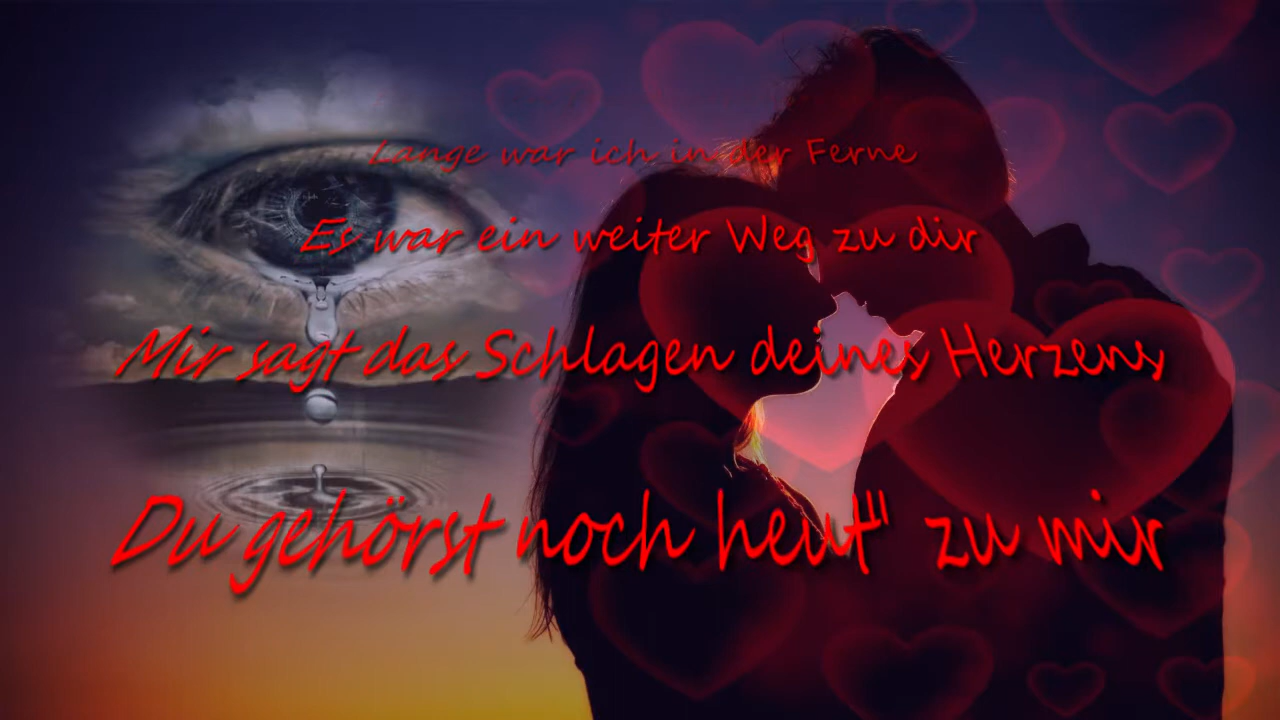 Lange war ich in der Ferne
Es war ein weiter Weg zu dir
Mir sagt das Schlagen deines Herzens
Du gehörst noch heut" zu mir